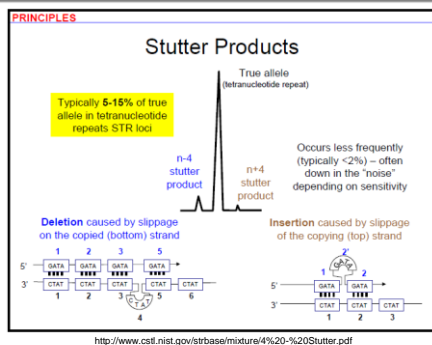 PRINCIPLES
Stutter Products
True allele
(tetranucleotide repeat)
Typically 5-15% of true
allele in tetranucleotide
repeats STR loci
n-4
stutter
product
n+4
stutter
product
Occurs less frequently
(typically <2%) – often
down in the "noise"
depending on sensitivity
Deletion caused by slippage
on the copied (bottom) strand
Insertion caused by slippage
of the copying (top) strand
1 2 3 5
5' GATA GATA GATA GATA
3' CTAT CTAT CTAT CTAT CTAT
1 2 3 5 6
CTAT
4
2'
GATA
1 2
5' GATA GATA
3' CTAT CTAT CTAT
1 2 3
http://www.cstl.nist.gov/strbase/mixture/4%20-%20Stutter.pdf